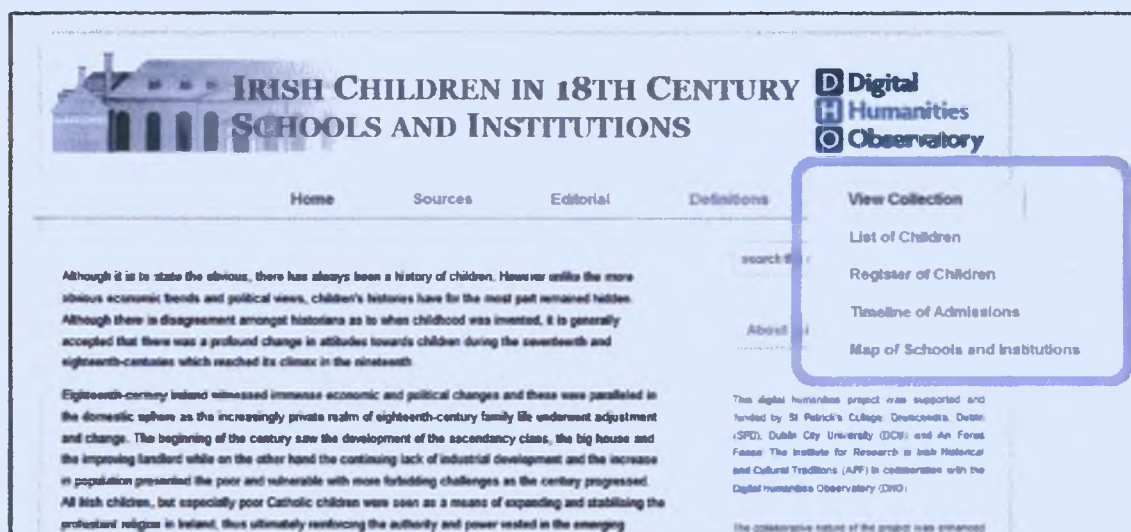 IRISH CHILDREN IN 18TH CENTURY
SCHOOLS AND INSTITUTIONS
Digital
Humanities
Observatory
Home Sources Editorial Definitions View Collection
List of Children
Register of Children
Timeline of Admissions
Map of Schools and Institutions
search
About
Although it is to state the obvious, there has always been a history of children. However unlike the more
obvious economic trends and political views, children's histories have for the most part remained hidden.
Although there is disagreement amongst historians as to when childhood was invented, it is generally
accepted that there was a profound change in attitudes towards children during the seventeenth and
eighteenth-centuries which reached its climax in the nineteenth
Eighteenth-century Ireland witnessed immense economic and political changes and these were paralleled in
the domestic sphere as the increasingly private realm of eighteenth-century family life underwent adjustment
and change. The beginning of the century saw the development of the ascendancy class, the big house and
the improving landlord while on the other hand the continuing lack of industrial development and the increase
in population presented the poor and vulnerable with more forbidding challenges as the century progressed.
All Irish children, but especially poor Catholic children were seen as a means of expanding and stabilising the
protestant religion in Ireland, thus ultimately reinforcing the authority and power vested in the emerging
This digital humanities project was supported and
funded by St Patrick's College, Drumcondra, Dublin
(SPD), Dublin City University (DCU) and An Foras
Feasa: The Institute for Research in Irish Historical
and Cultural Traditions (AFF) in collaboration with the
Digital Humanities Observatory (DHO)
The collaborative nature of the project was enhanced